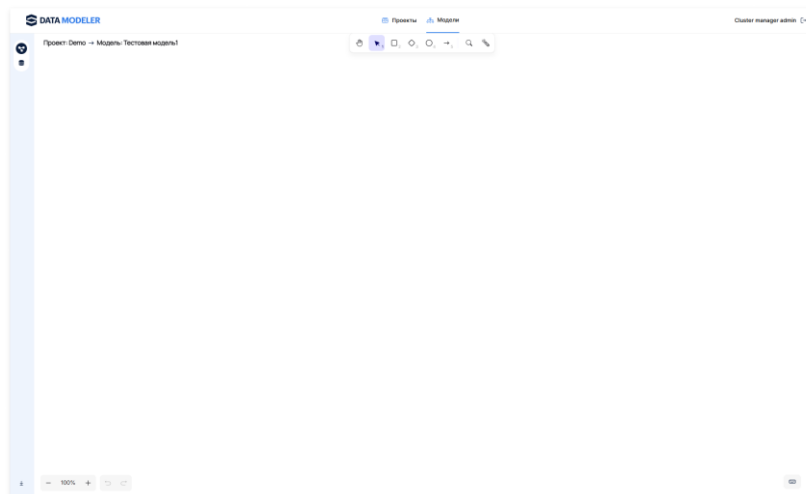 DATA MODELER
Проекты
Модели
Cluster manager admin
Проект: Demo → Модель: Тестовая модель1
100%